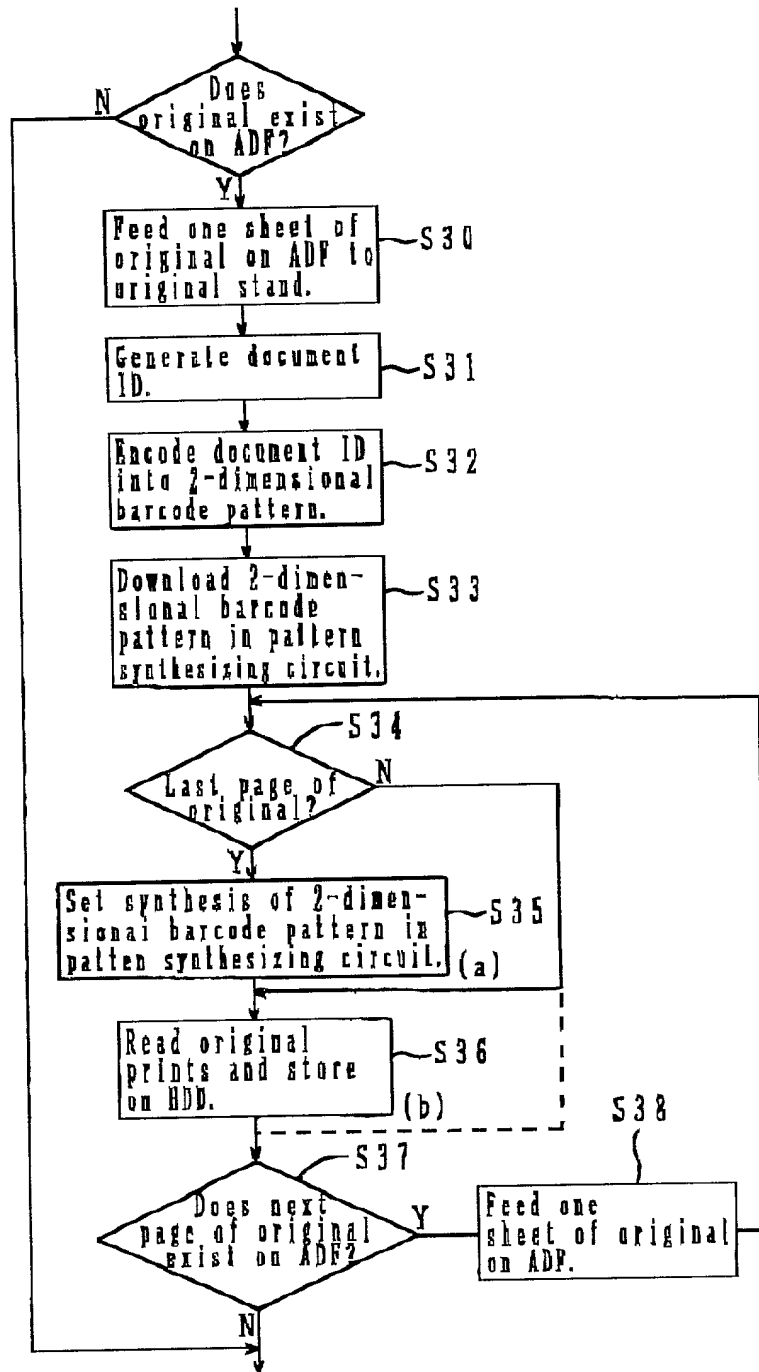 Does
original exist
on ADF?
N
Y
Feed one sheet of
original on ADF to
original stand.
S30
Generate document
ID.
S31
Encode document ID
into 2-dimensional
barcode pattern.
S32
Download 2-dimen-
sional barcode
pattern in pattern
synthesizing circuit.
S33
S34
Last page of
original?
N
Y
Set synthesis of 2-dimen-
sional barcode pattern in
patten synthesizing circuit.
S35
(a)
Read original
prints and store
on HDD.
S36
(b)
S37
Does next
page of original
exist on ADF?
Y
N
S38
Feed one
sheet of original
on ADF.